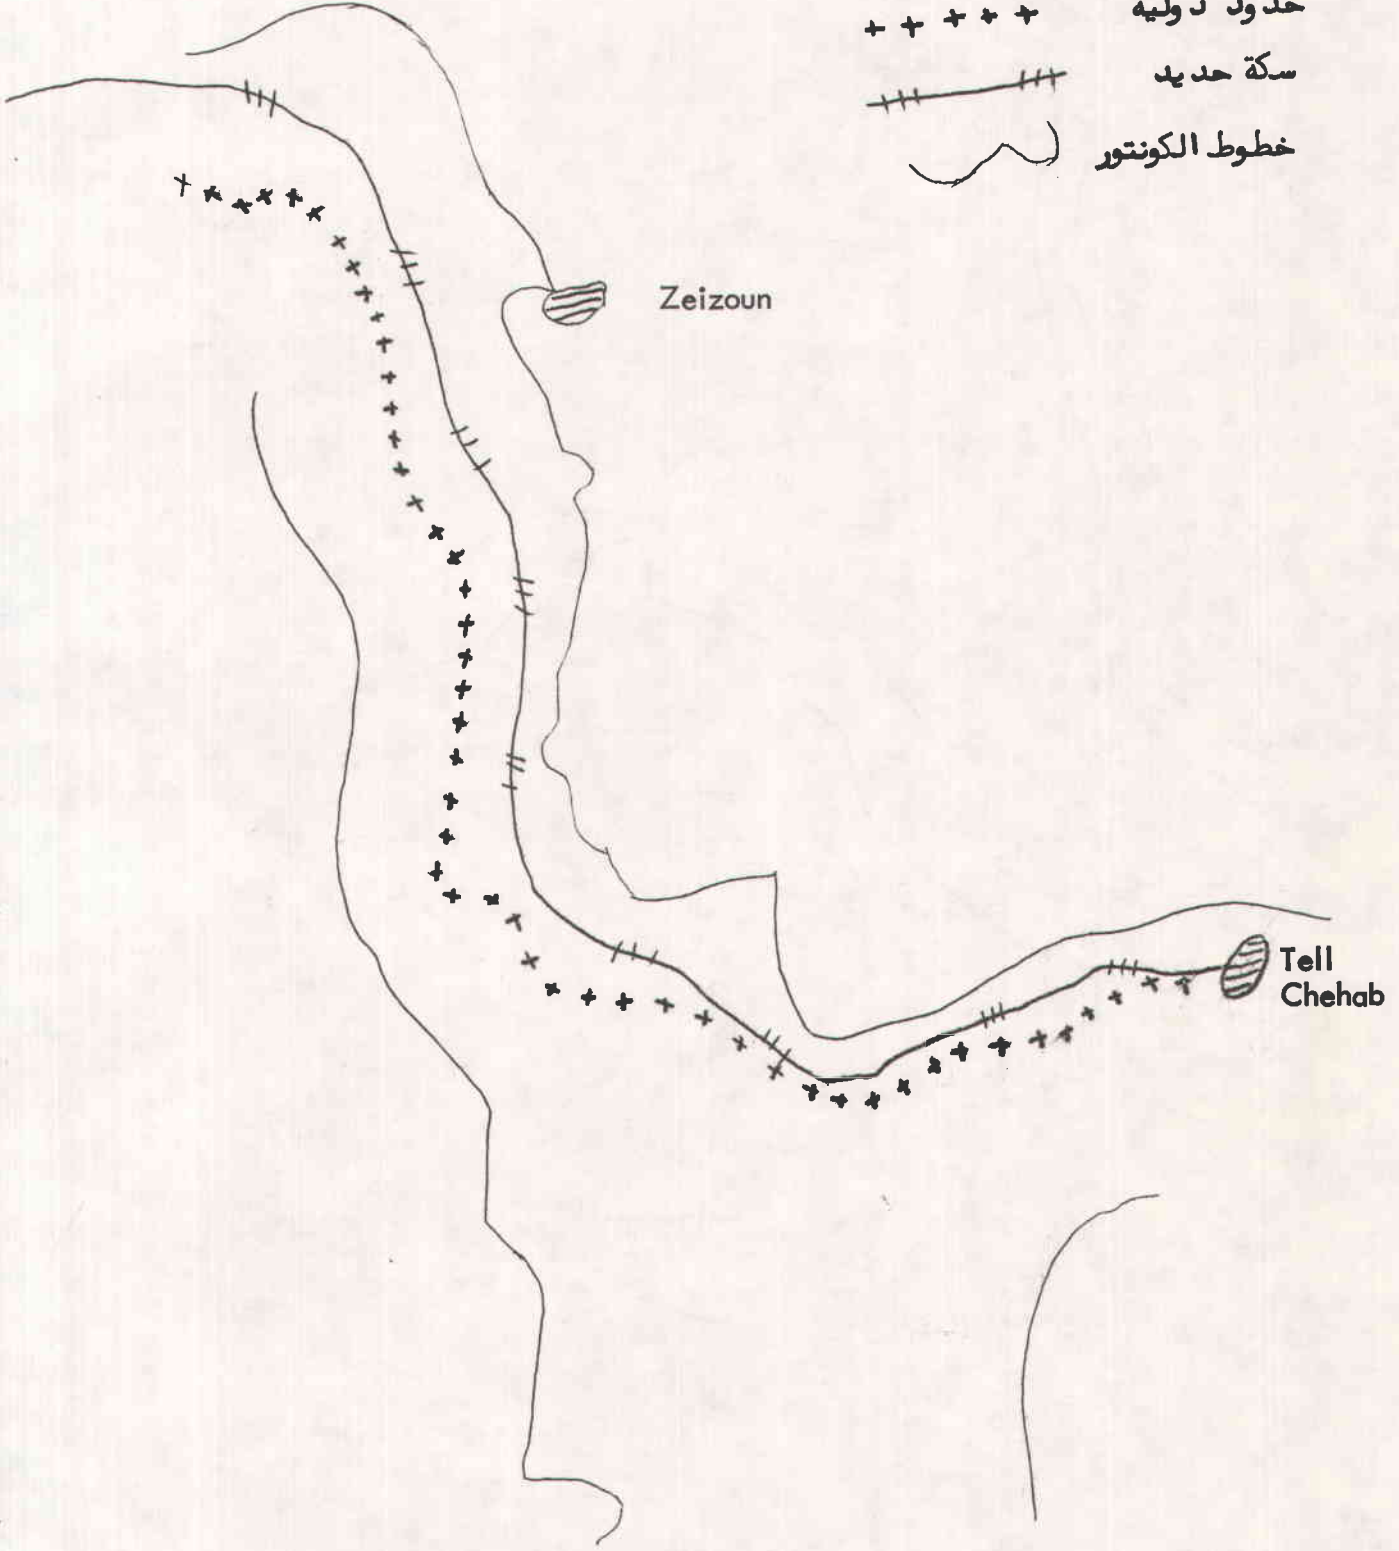 حدود دولية
سكة حديد
خطوط الكونتور
Zeizoun
Tell
Chehab